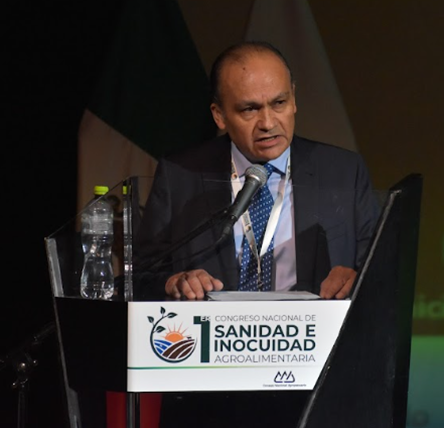 1ER CONGRESO NACIONAL DE
SANIDAD E
INOCUIDAD
AGROALIMENTARIA